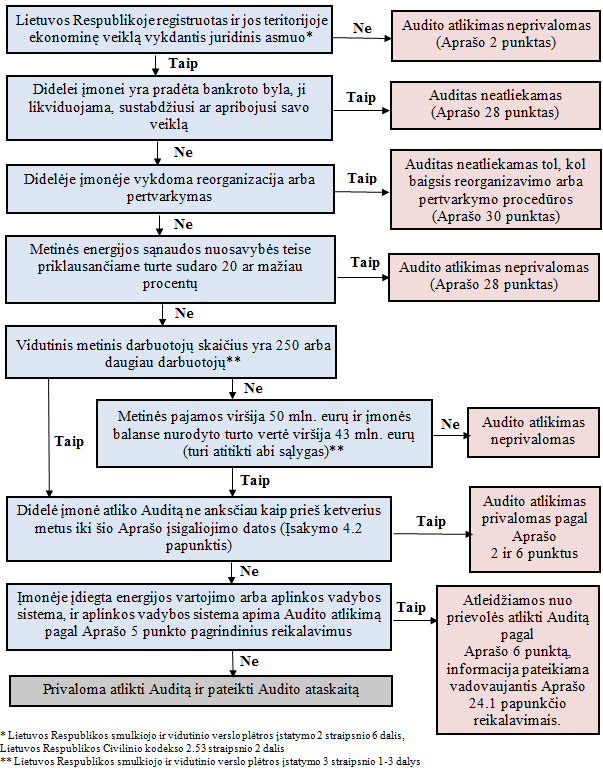 Lietuvos Respublikoje registruotas ir jos teritorijoje
ekonominę veiklą vykdantis juridinis asmuo*
Ne
Audito atlikimas neprivalomas
(Aprašo 2 punktas)
Taip
Didelei įmonei yra pradėta bankroto byla, ji
likviduojama, sustabdžiusi ar apribojusi savo
veiklą
Taip
Auditas neatliekamas
(Aprašo 28 punktas)
Ne
Didelėje įmonėje vykdoma reorganizacija arba
pertvarkymas
Taip
Auditas neatliekamas tol, kol
baigsis reorganizavimo arba
pertvarkymo procedūros
(Aprašo 30 punktas)
Ne
Metinės energijos sąnaudos nuosavybės teise
priklausančiame turte sudaro 20 ar mažiau
procentų
Taip
Audito atlikimas neprivalomas
(Aprašo 28 punktas)
Ne
Vidutinis metinis darbuotojų skaičius yra 250 arba
daugiau darbuotojų**
Ne
Taip
Metinės pajamos viršija 50 mln. eurų ir įmonės
balanse nurodyto turto vertė viršija 43 mln. eurų
(turi atitikti abi sąlygas)**
Ne
Audito atlikimas
neprivalomas
Taip
Didelė įmonė atliko Auditą ne anksčiau kaip prieš ketverius
metus iki šio Aprašo įsigaliojimo datos (Įsakymo 4.2
papunktis)
Taip
Audito atlikimas
privalomas pagal
Aprašo
2 ir 6 punktus
Ne
Įmonėje įdiegta energijos vartojimo arba aplinkos vadybos
sistema, ir aplinkos vadybos sistema apima Audito atlikimą
pagal Aprašo 5 punkto pagrindinius reikalavimus
Taip
Atleidžiamos nuo
prievolės atlikti Auditą
pagal
Aprašo 6 punktą,
informacija pateikiama
vadovaujantis Aprašo
24.1 papunkčio
reikalavimais.
Ne
Privaloma atlikti Auditą ir pateikti Audito ataskaitą
* Lietuvos Respublikos smulkiojo ir vidutinio verslo plėtros įstatymo 2 straipsnio 6 dalis,
Lietuvos Respublikos Civilinio kodekso 2.53 straipsnio 2 dalis
** Lietuvos Respublikos smulkiojo ir vidutinio verslo plėtros įstatymo 3 straipsnio 1-3 dalys